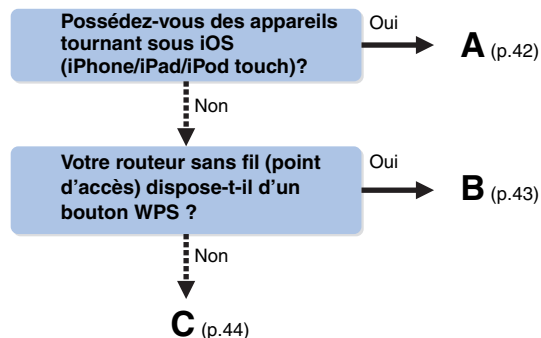 Possédez-vous des appareils
tournant sous iOS
(iPhone/iPad/iPod touch)?
Oui
A (p.42)
Non
Votre routeur sans fil (point
d’accès) dispose-t-il d’un
bouton WPS ?
Oui
B (p.43)
Non
C (p.44)